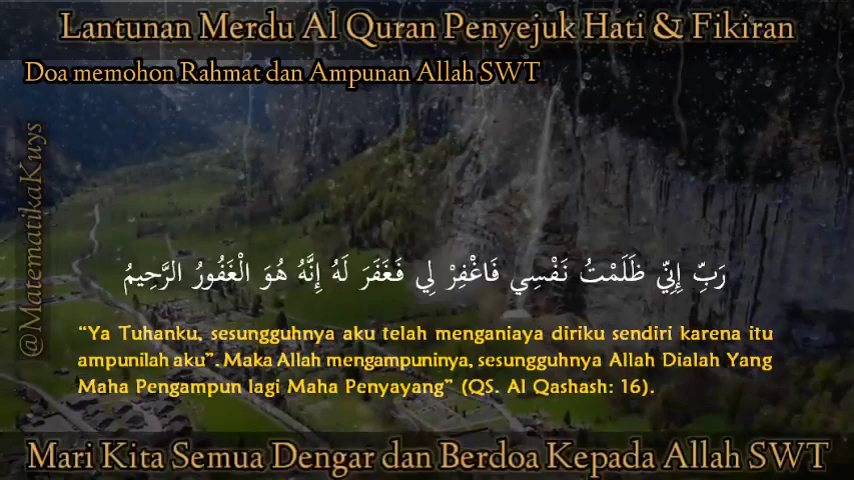 Lantunan Merdu Al Quran Penyejuk Hati & Fikiran
Doa memohon Rahmat dan Ampunan Allah SWT
@MatematikaKuys
رَبِّ إِنِّي ظَلَمْتُ نَفْسِي فَاغْفِرْ لِي فَغَفَرَ لَهُ إِنَّهُ هُوَ الْغَفُورُ الرَّحِيمُ
“Ya Tuhanku, sesungguhnya aku telah menganiaya diriku sendiri karena itu
ampunilah aku”. Maka Allah mengampuninya, sesungguhnya Allah Dialah Yang
Maha Pengampun lagi Maha Penyayang” (QS. Al Qashash: 16).
Mari Kita Semua Dengar dan Berdoa Kepada Allah SWT